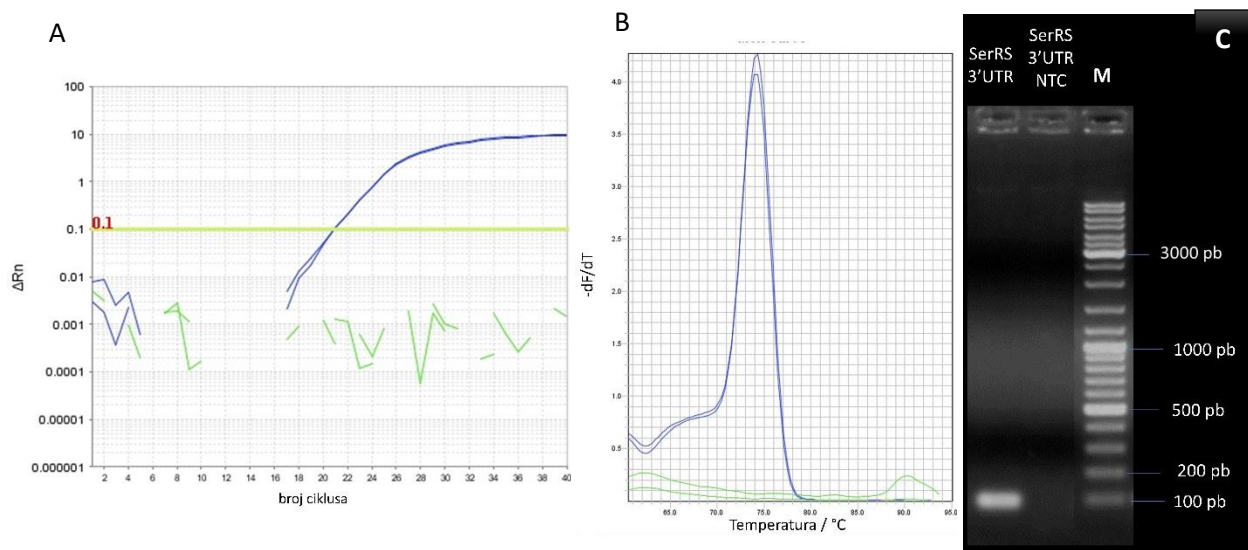 A
100
10
1
0.1
0.1
0.01
0.001
0.0001
0.00001
0.000001
ΔRn
2 4 6 8 10 12 14 16 18 20 22 24 26 28 30 32 34 36 38 40
broj ciklusa
B
4.0
3.5
3.0
2.5
2.0
1.5
1.0
0.5
0.0
-dF/dT
65.0 70.0 75.0 80.0 85.0 90.0 95.0
Temperatura / °C
C
SerRS
3’UTR
SerRS
3’UTR
NTC
M
3000 pb
1000 pb
500 pb
200 pb
100 pb